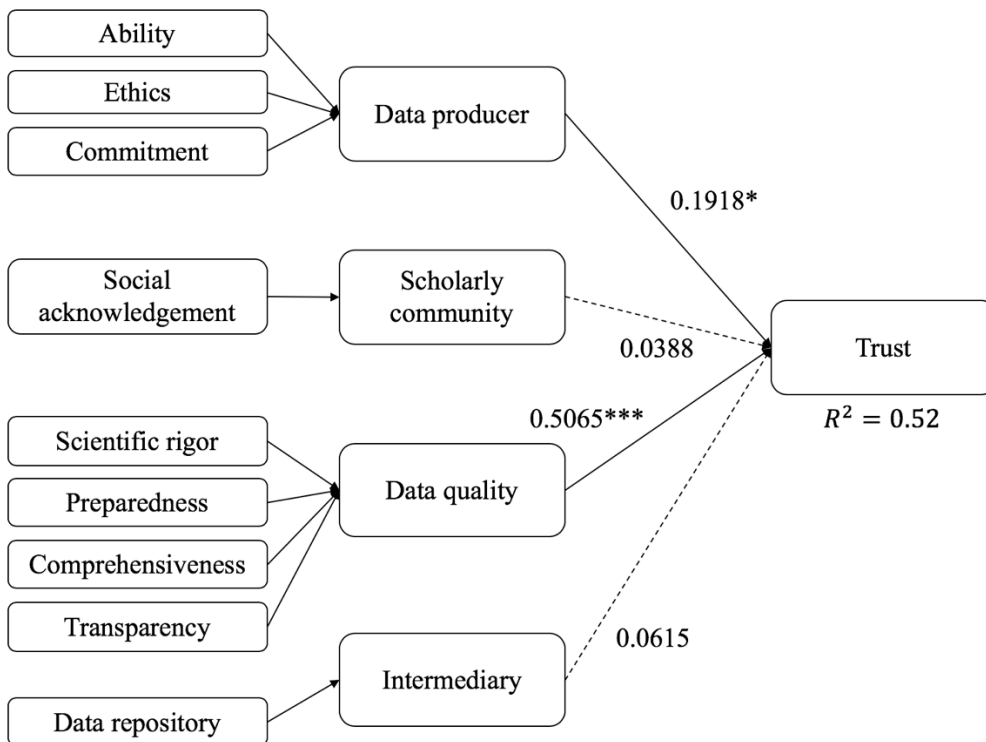 Ability
Ethics
Commitment
Data producer
0.1918*
Social
acknowledgement
Scholarly
community
0.0388
Trust
R² = 0.52
Scientific rigor
Preparedness
Comprehensiveness
Transparency
Data quality
0.5065***
Data repository
Intermediary
0.0615